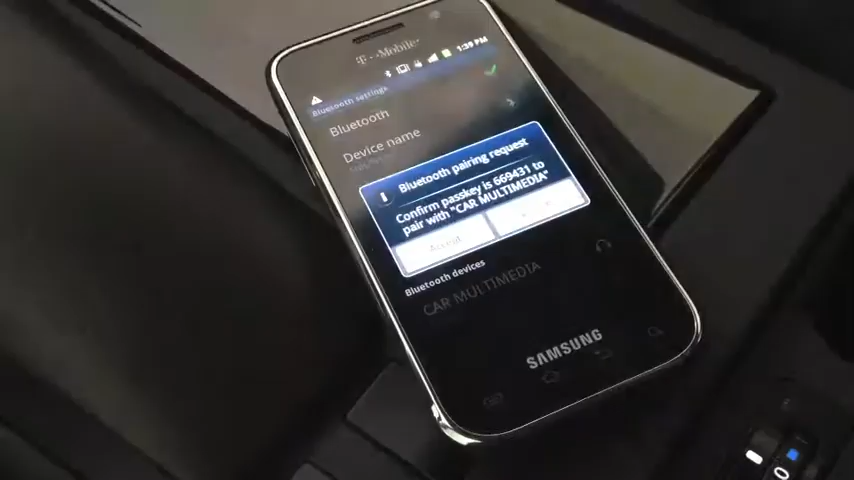 T-Mobile
1:39 PM
Bluetooth settings
Bluetooth
Device name
Bluetooth pairing request
Confirm passkey is 669431 to
pair with "CAR MULTIMEDIA"
Accept
Bluetooth devices
CAR MULTIMEDIA
SAMSUNG
0